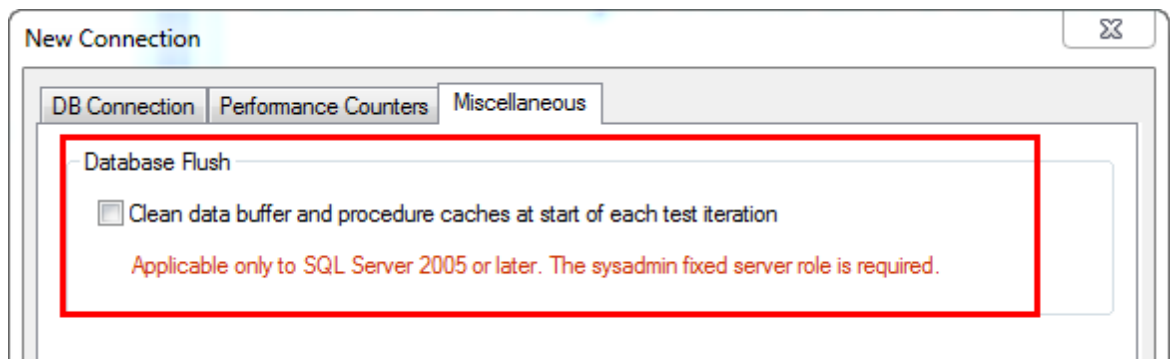 New Connection
DB Connection Performance Counters Miscellaneous
Database Flush
Clean data buffer and procedure caches at start of each test iteration
Applicable only to SQL Server 2005 or later. The sysadmin fixed server role is required.